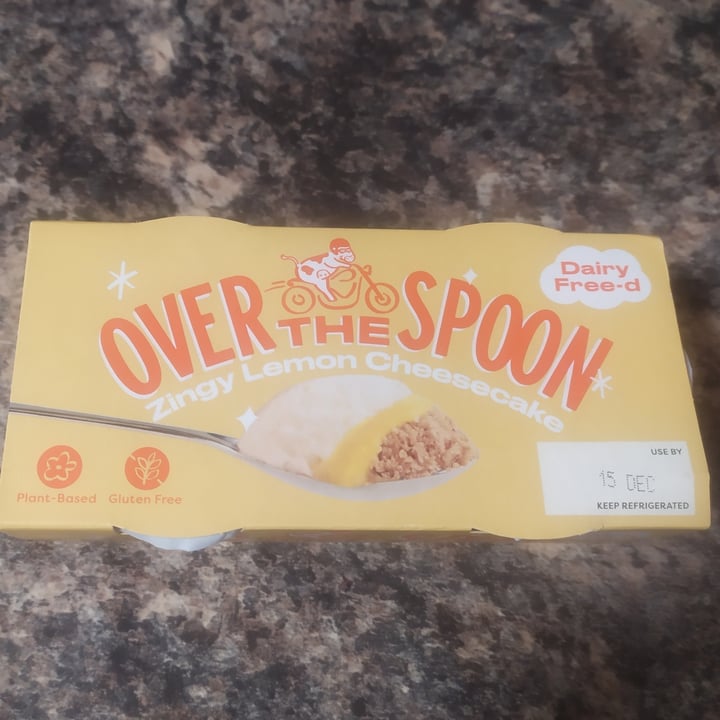 OVER THE SPOON
Zingy Lemon Cheesecake
Dairy
Free-d
Plant-Based
Gluten Free
USE BY
15 DEC
KEEP REFRIGERATED